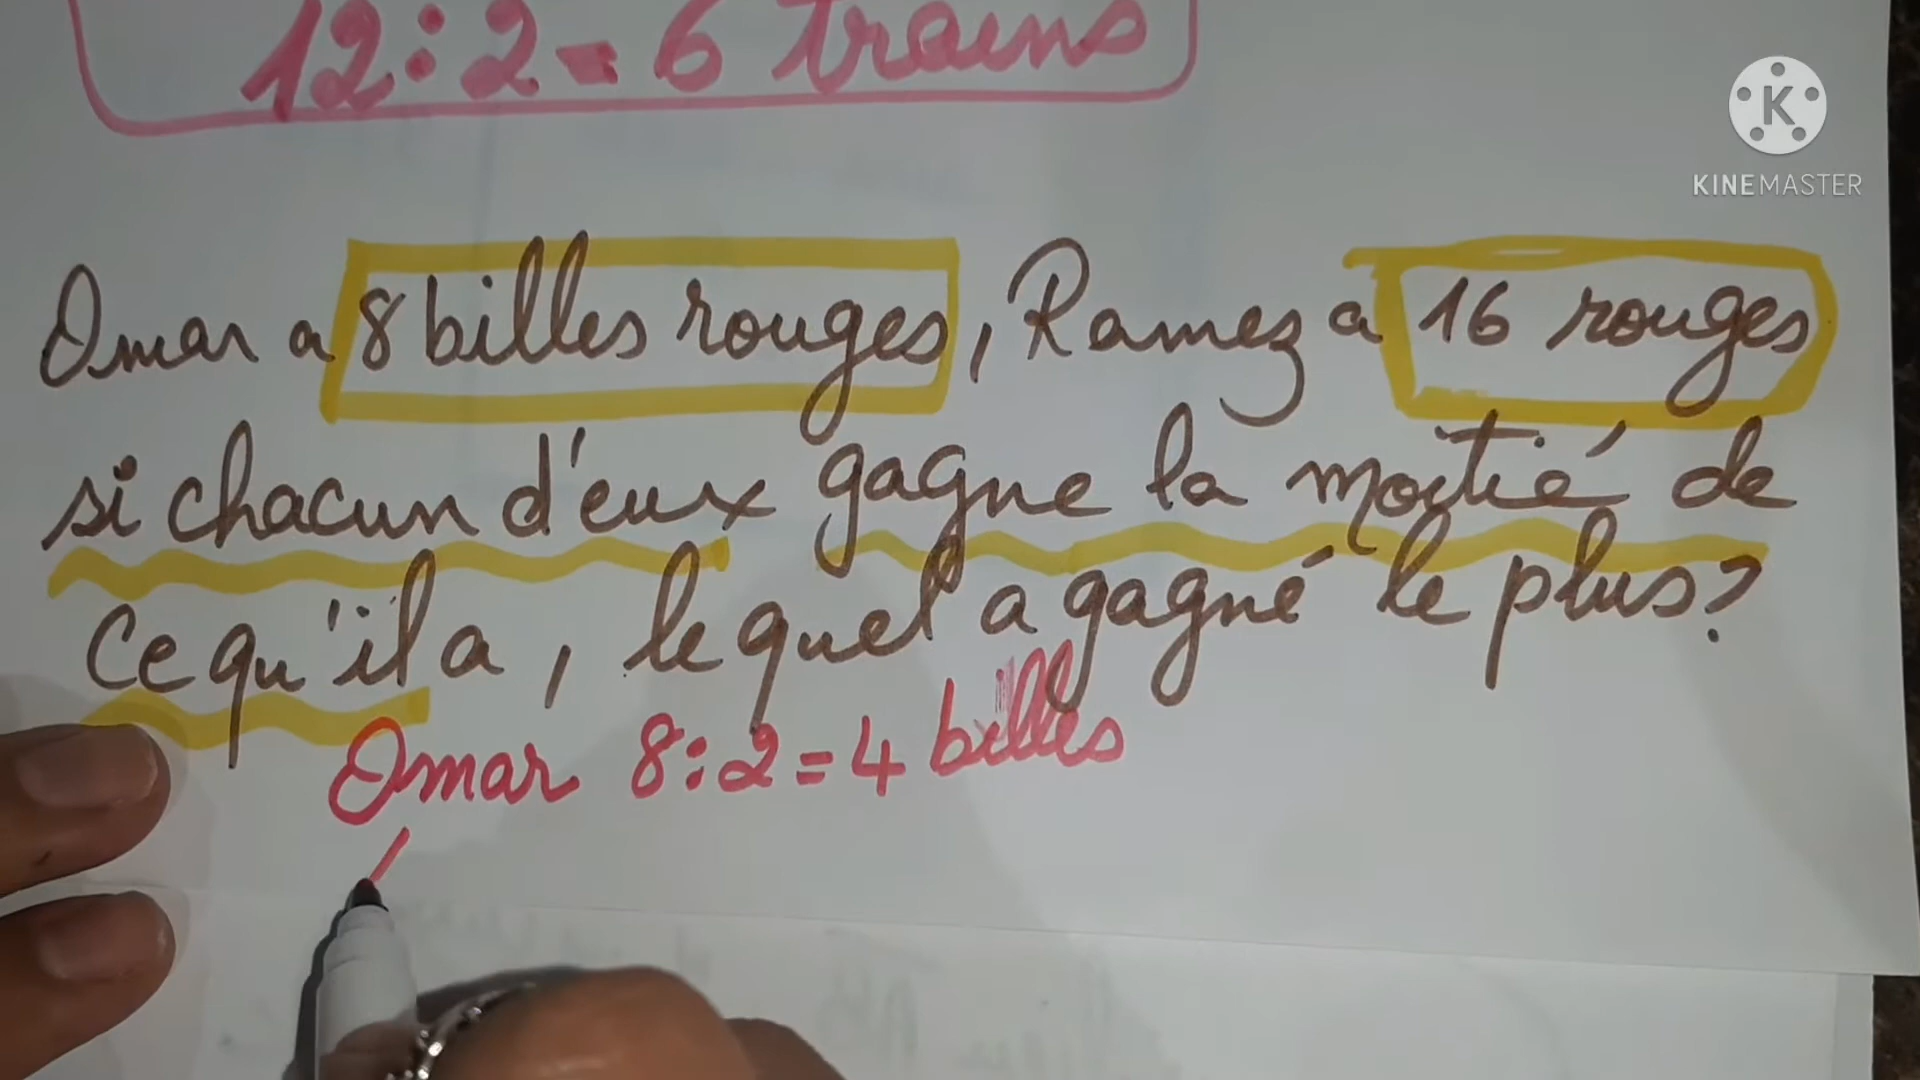 12:2=6 trains
KINEMASTER
Omar a 8 billes rouges, Ramez a 16 rouges
si chacun d'eux gagne la moitié de
ce qu'il a, lequel a gagné le plus?
Omar 8:2=4 billes